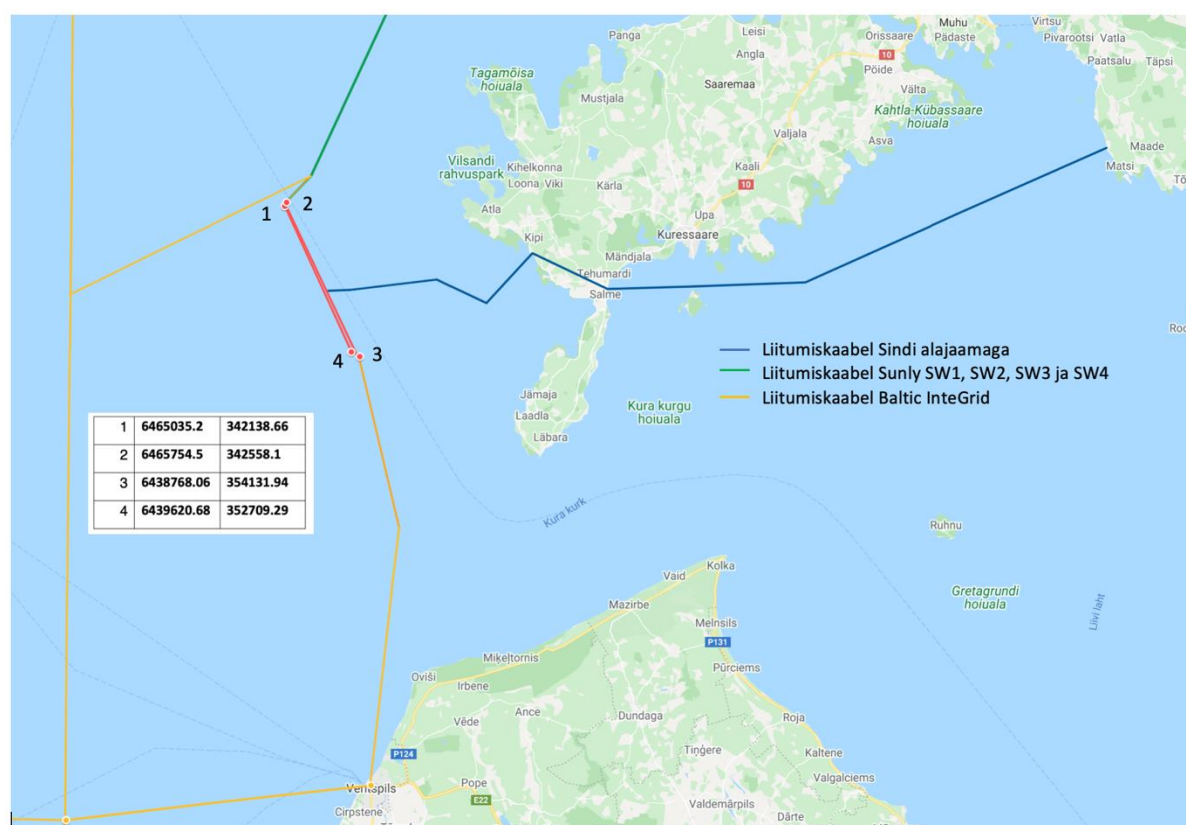 Panga
Leisi
Orissaare
Muhu
Virtsu
Angla
10
Pädaste
Pivarootsi
Vatla
Tagamõisa
hoiuala
Saaremaa
Pöide
Paatsalu
Täpsi
Mustjala
Välta
Kahtla-Kübassaare
hoiuala
Valjala
Asva
Maade
Matsi
Vilsandi
rahvuspark
Kihelkonna
Loona
Viki
Kärla
Kaali
10
Atla
Upa
Kipi
Kuressaare
Mändjala
Tehumardi
Salme
1
2
3
4
Liitumiskaabel Sindi alajaamaga
Liitumiskaabel Sunly SW1, SW2, SW3 ja SW4
Liitumiskaabel Baltic InteGrid
Jämaja
Laadla
Läbara
Kura kurgu
hoiuala
1 6465035.2 342138.66
2 6465754.5 342558.1
3 6438768.06 354131.94
4 6439620.68 352709.29
Kura kurk
Ruhnu
Kolka
Vaid
Mazirbe
Gretagrundi
hoiuala
Melnsils
Liivi laht
P131
Miķeltornis
Pūrciems
Oviši
Irbene
Ance
Vēde
Dundaga
Roja
Tiņģere
Kaltene
P124
Ventspils
Pope
Valgalciems
Cirpstene
E22
Valdemārpils
Dārte